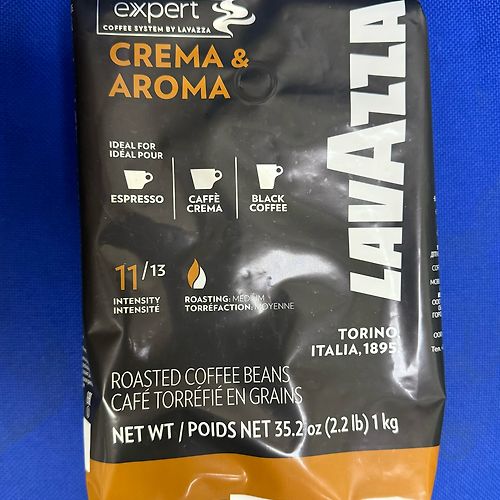 expert
COFFEE SYSTEM BY LAVAZZA
CREMA &
AROMA
LAVAZZA
IDEAL FOR
IDÉAL POUR
ESPRESSO
CAFFÈ
CREMA
BLACK
COFFEE
11/13
INTENSITY
INTENSITÉ
ROASTING: MEDIUM
TORRÉFACTION: MOYENNE
TORINO,
ITALIA, 1895
ROASTED COFFEE BEANS
CAFÉ TORRÉFIÉ EN GRAINS
NET WT / POIDS NET 35.2 oz (2.2 lb) 1 kg